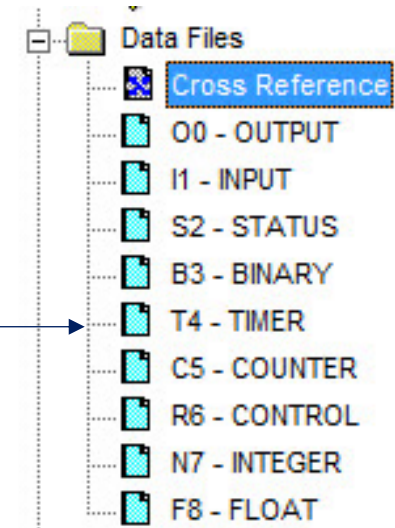 Data Files
Cross Reference
O0 - OUTPUT
I1 - INPUT
S2 - STATUS
B3 - BINARY
T4 - TIMER
C5 - COUNTER
R6 - CONTROL
N7 - INTEGER
F8 - FLOAT